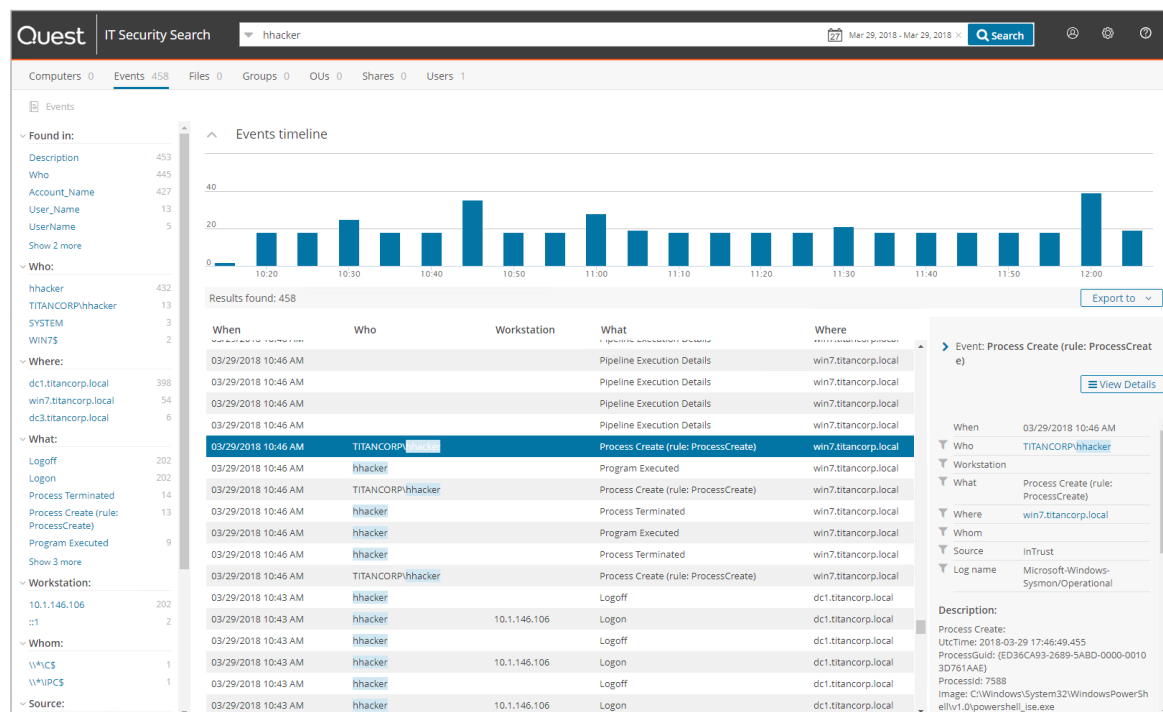 Quest IT Security Search hhacker 27 Mar 29, 2018 - Mar 29, 2018 × Search
Computers 0 Events 458 Files 0 Groups 0 OUs 0 Shares 0 Users 1
Events
Found in:
Description 453
Who 445
Account_Name 427
User_Name 13
UserName 5
Show 2 more
Who:
hhacker 432
TITANCORP\hhacker 13
SYSTEM 3
WIN7$ 2
Where:
dc1.titancorp.local 398
win7.titancorp.local 54
dc3.titancorp.local 6
What:
Logoff 202
Logon 202
Process Terminated 14
Process Create (rule: 13
ProcessCreate)
Program Executed 9
Show 3 more
Workstation:
10.1.146.106 202
::1 2
Whom:
\\*\C$ 1
\\*\IPC$ 1
Source:
Events timeline
40
20
0
10:20 10:30 10:40 10:50 11:00 11:10 11:20 11:30 11:40 11:50 12:00
Results found: 458 Export to
When Who Workstation What Where
03/29/2018 10:46 AM Pipeline Execution Details win7.titancorp.local
03/29/2018 10:46 AM Pipeline Execution Details win7.titancorp.local
03/29/2018 10:46 AM Pipeline Execution Details win7.titancorp.local
03/29/2018 10:46 AM Pipeline Execution Details win7.titancorp.local
03/29/2018 10:46 AM Pipeline Execution Details win7.titancorp.local
03/29/2018 10:46 AM TITANCORP\hhacker Process Create (rule: ProcessCreate) win7.titancorp.local
03/29/2018 10:46 AM hhacker Program Executed win7.titancorp.local
03/29/2018 10:46 AM TITANCORP\hhacker Process Create (rule: ProcessCreate) win7.titancorp.local
03/29/2018 10:46 AM hhacker Process Terminated win7.titancorp.local
03/29/2018 10:46 AM hhacker Program Executed win7.titancorp.local
03/29/2018 10:46 AM hhacker Process Terminated win7.titancorp.local
03/29/2018 10:46 AM TITANCORP\hhacker Process Create (rule: ProcessCreate) win7.titancorp.local
03/29/2018 10:43 AM hhacker Logoff dc1.titancorp.local
03/29/2018 10:43 AM hhacker 10.1.146.106 Logon dc1.titancorp.local
03/29/2018 10:43 AM hhacker Logoff dc1.titancorp.local
03/29/2018 10:43 AM hhacker 10.1.146.106 Logon dc1.titancorp.local
03/29/2018 10:43 AM hhacker Logoff dc1.titancorp.local
03/29/2018 10:43 AM hhacker 10.1.146.106 Logon dc1.titancorp.local
Event: Process Create (rule: ProcessCreat
e)
View Details
When 03/29/2018 10:46 AM
Who TITANCORP\hhacker
Workstation
What Process Create (rule:
ProcessCreate)
Where win7.titancorp.local
Whom
Source InTrust
Log name Microsoft-Windows-
Sysmon/Operational
Description:
Process Create:
UtcTime: 2018-03-29 17:46:49.455
ProcessGuid: {ED36CA93-2689-5ABD-0000-0010
3D761AAE}
ProcessId: 7588
Image: C:\Windows\System32\WindowsPowerSh
ell\v1.0\powershell_ise.exe